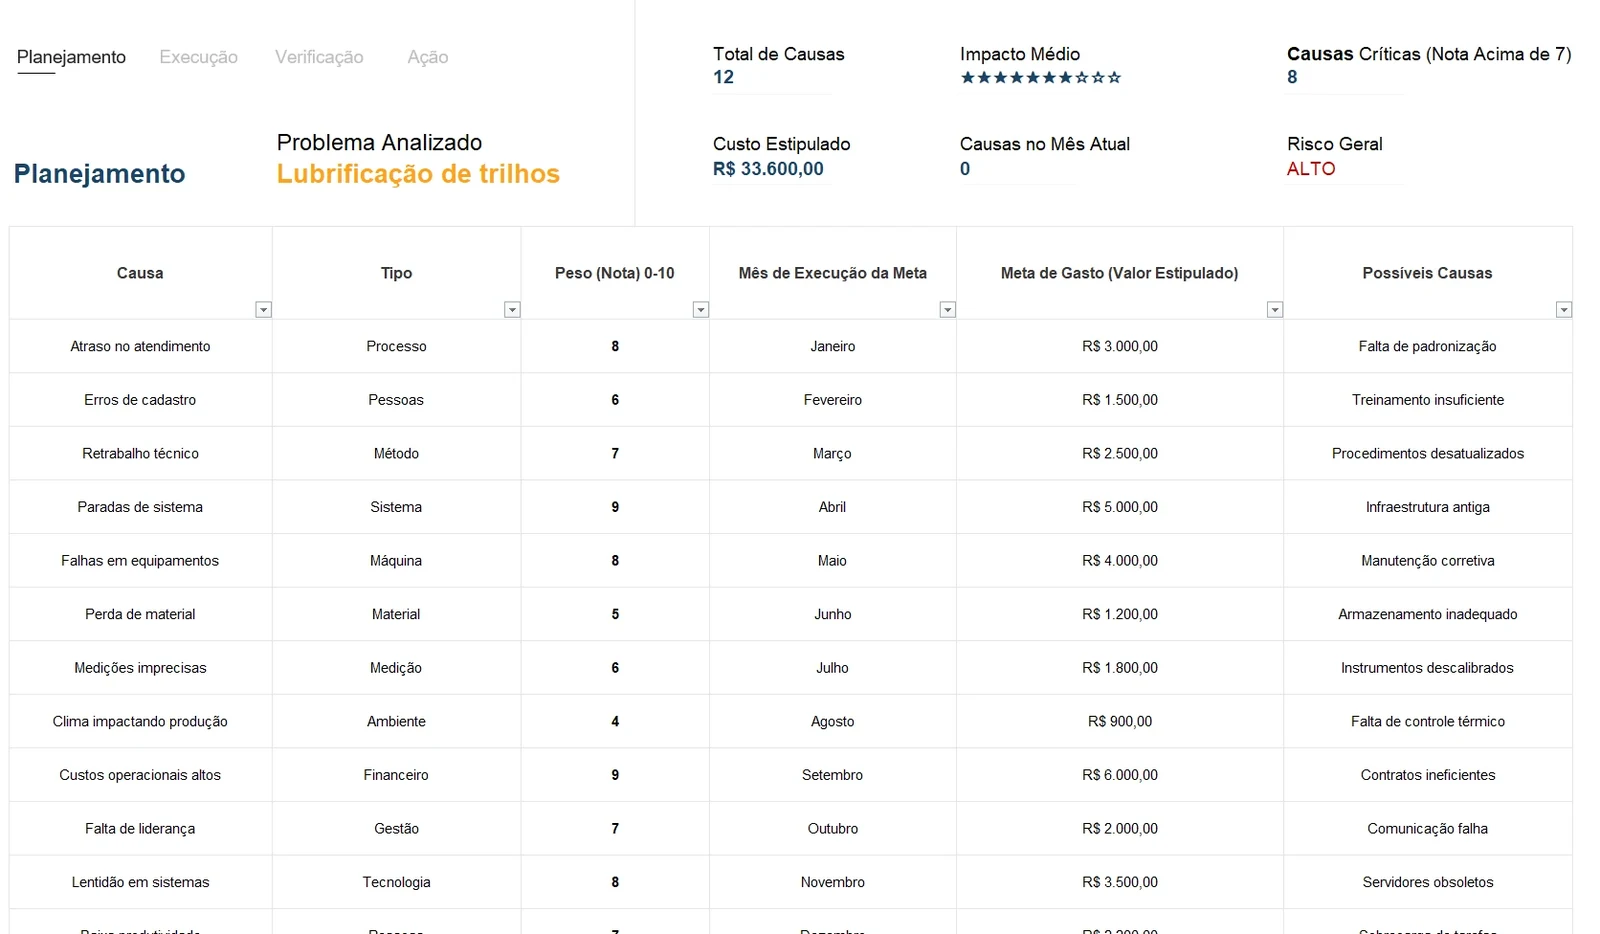 Planejamento Execução Verificação Ação
Total de Causas
12
Impacto Médio
★★★★★★★☆☆☆
Causas Críticas (Nota Acima de 7)
8
Problema Analizado
Planejamento
Lubrificação de trilhos
Custo Estipulado
R$ 33.600,00
Causas no Mês Atual
0
Risco Geral
ALTO
Causa Tipo Peso (Nota) 0-10 Mês de Execução da Meta Meta de Gasto (Valor Estipulado) Possíveis Causas
Atraso no atendimento Processo 8 Janeiro R$ 3.000,00 Falta de padronização
Erros de cadastro Pessoas 6 Fevereiro R$ 1.500,00 Treinamento insuficiente
Retrabalho técnico Método 7 Março R$ 2.500,00 Procedimentos desatualizados
Paradas de sistema Sistema 9 Abril R$ 5.000,00 Infraestrutura antiga
Falhas em equipamentos Máquina 8 Maio R$ 4.000,00 Manutenção corretiva
Perda de material Material 5 Junho R$ 1.200,00 Armazenamento inadequado
Medições imprecisas Medição 6 Julho R$ 1.800,00 Instrumentos descalibrados
Clima impactando produção Ambiente 4 Agosto R$ 900,00 Falta de controle térmico
Custos operacionais altos Financeiro 9 Setembro R$ 6.000,00 Contratos ineficientes
Falta de liderança Gestão 7 Outubro R$ 2.000,00 Comunicação falha
Lentidão em sistemas Tecnologia 8 Novembro R$ 3.500,00 Servidores obsoletos